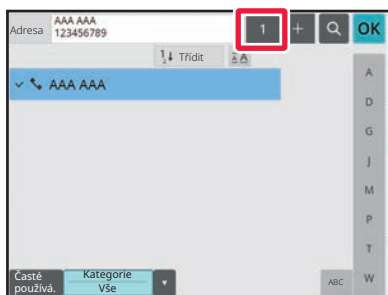 Adresa
AAA AAA
123456789
1
+
OK
Třídit
AAA AAA
A
D
G
J
M
P
T
W
Časté
používá.
Kategorie
Vše
ABC